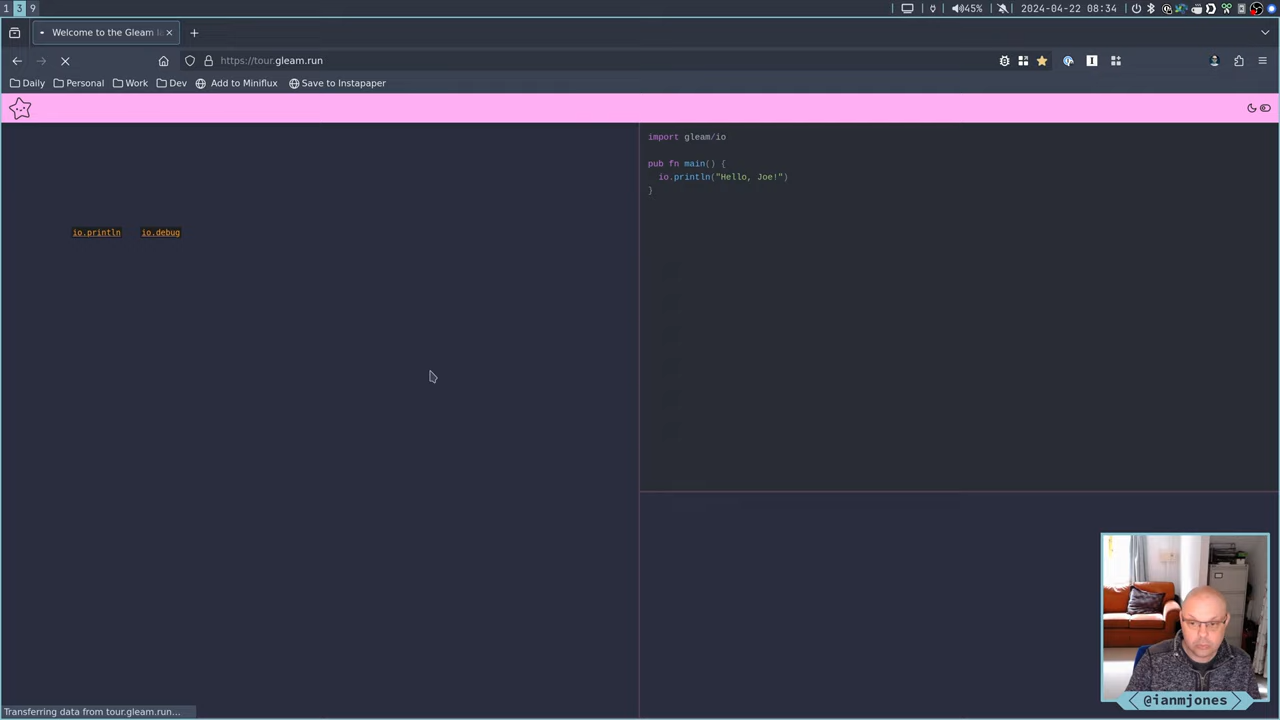 1 3 9
45%
2024-04-22 08:34
Welcome to the Gleam la
https://tour.gleam.run
Daily
Personal
Work
Dev
Add to Miniflux
Save to Instapaper
io.println
io.debug
import gleam/io
pub fn main() {
io.println("Hello, Joe!")
}
Transferring data from tour.gleam.run...
@ianmjones